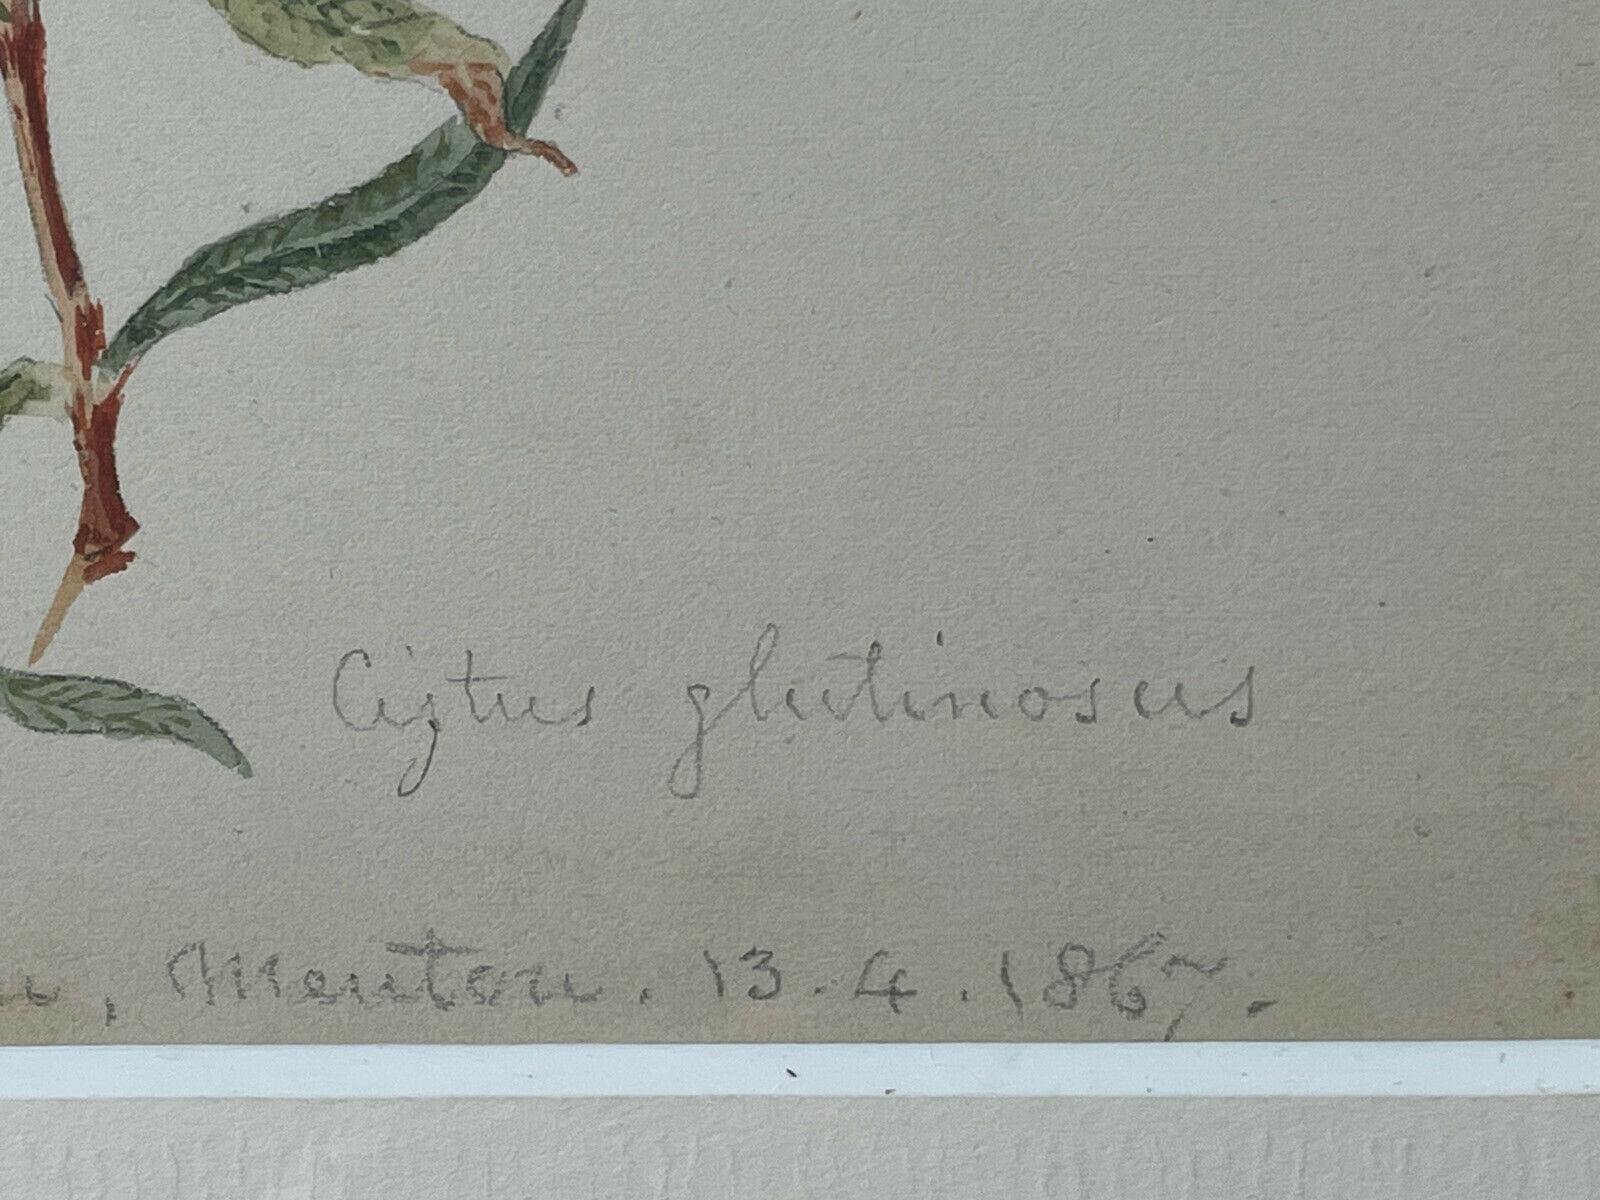 Cistus glutinosus
Menton. 13.4.1867.